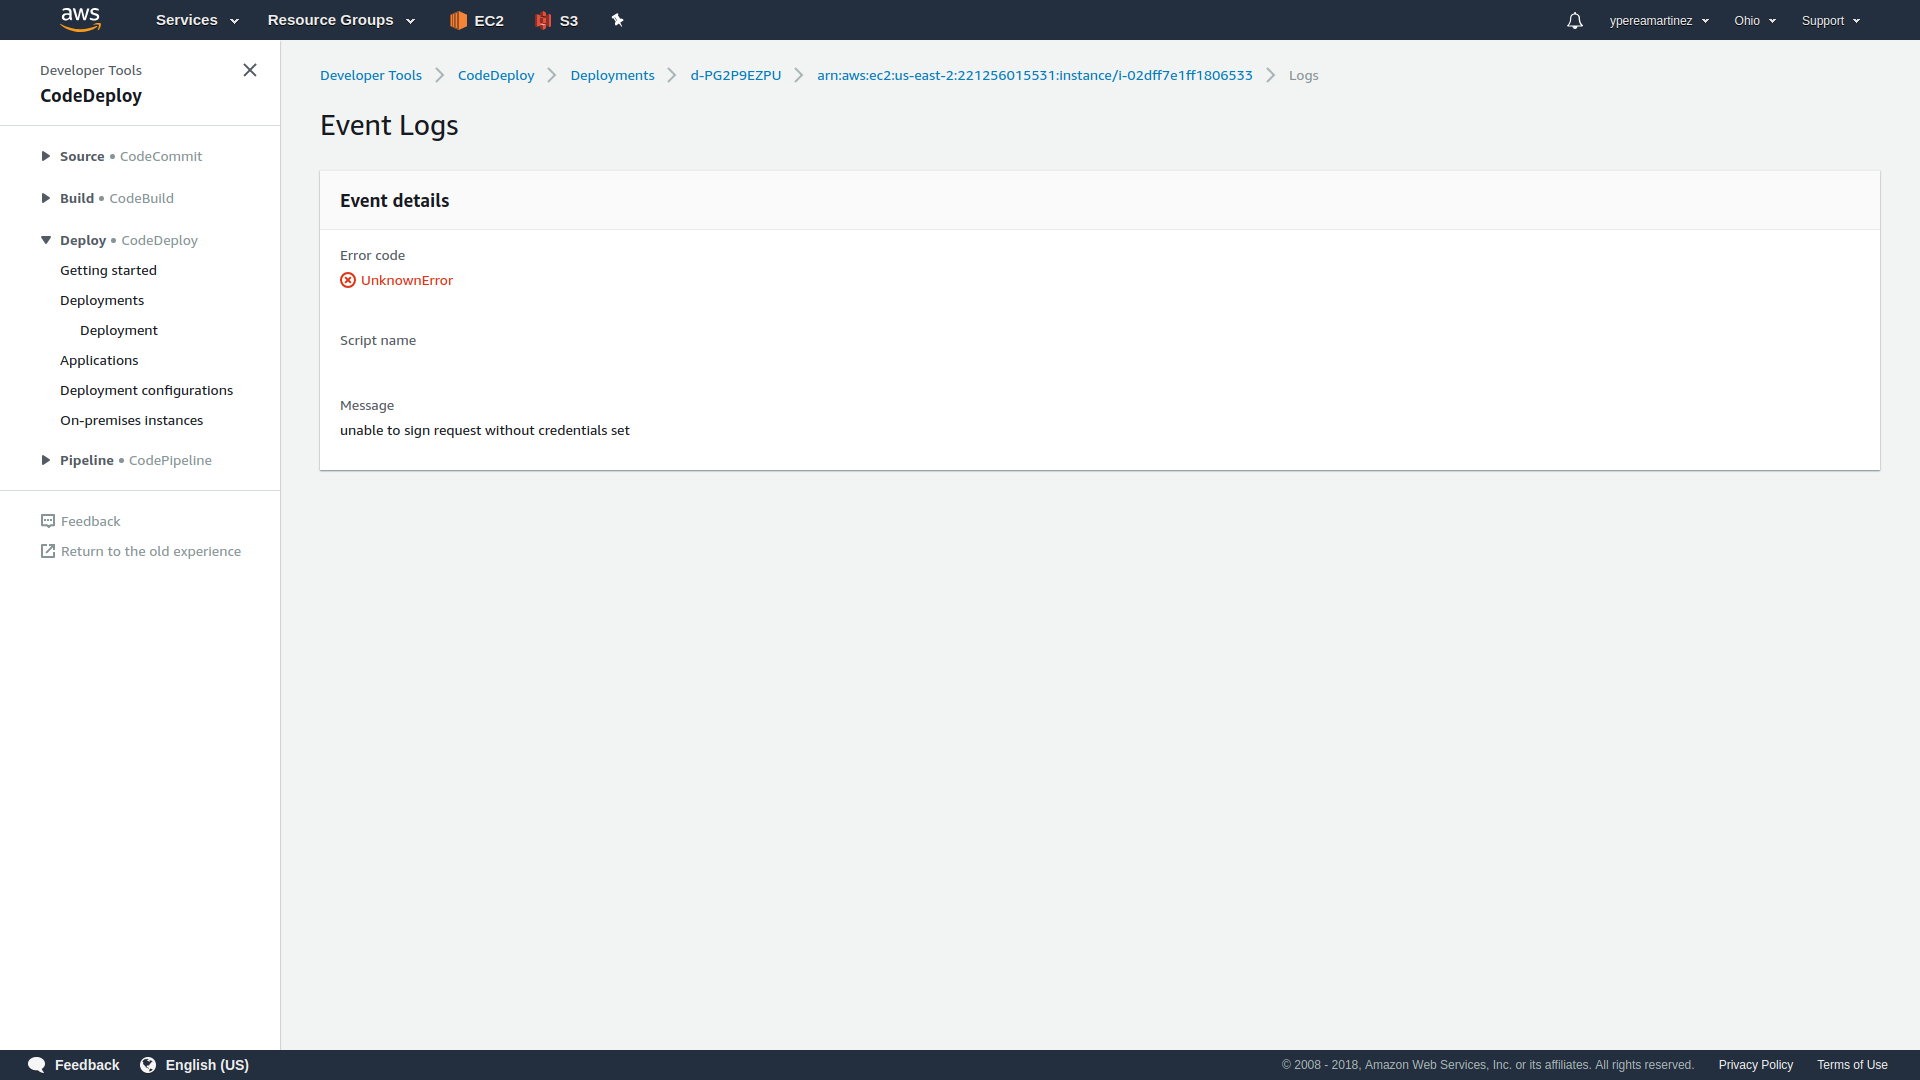 aws Services Resource Groups EC2 S3 ypereamartinez Ohio Support
Developer Tools
CodeDeploy
Source • CodeCommit
Build • CodeBuild
Deploy • CodeDeploy
Getting started
Deployments
Deployment
Applications
Deployment configurations
On-premises instances
Pipeline • CodePipeline
Feedback
Return to the old experience
Developer Tools CodeDeploy Deployments d-PG2P9EZPU arn:aws:ec2:us-east-2:221256015531:instance/i-02dff7e1ff1806533 Logs
Event Logs
Event details
Error code
UnknownError
Script name
Message
unable to sign request without credentials set
Feedback English (US) © 2008 - 2018, Amazon Web Services, Inc. or its affiliates. All rights reserved. Privacy Policy Terms of Use